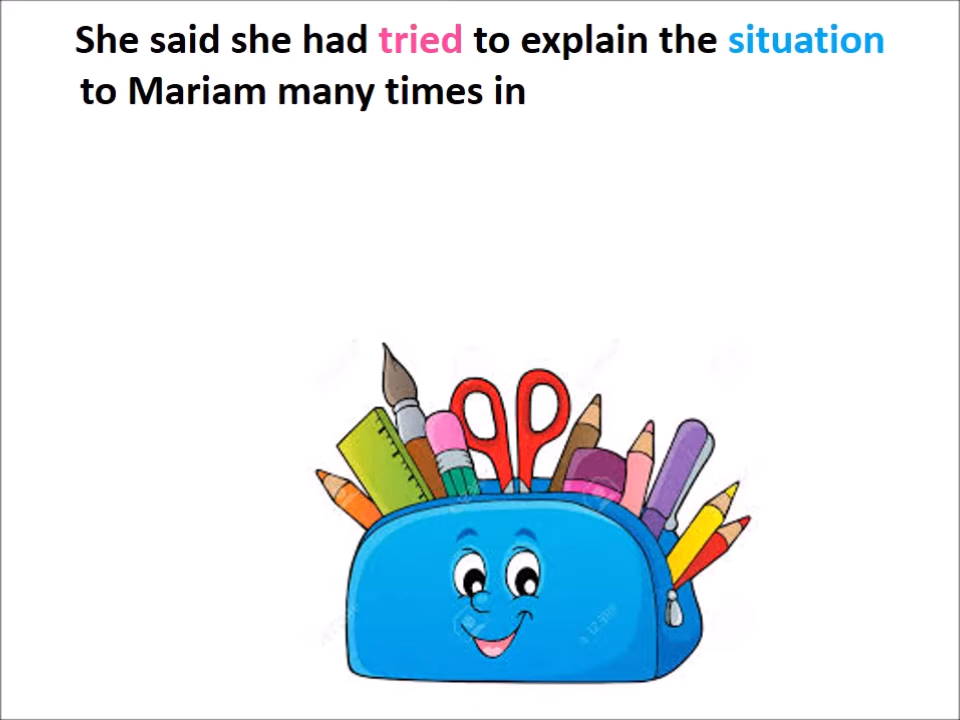 She said she had tried to explain the situation
to Mariam many times in